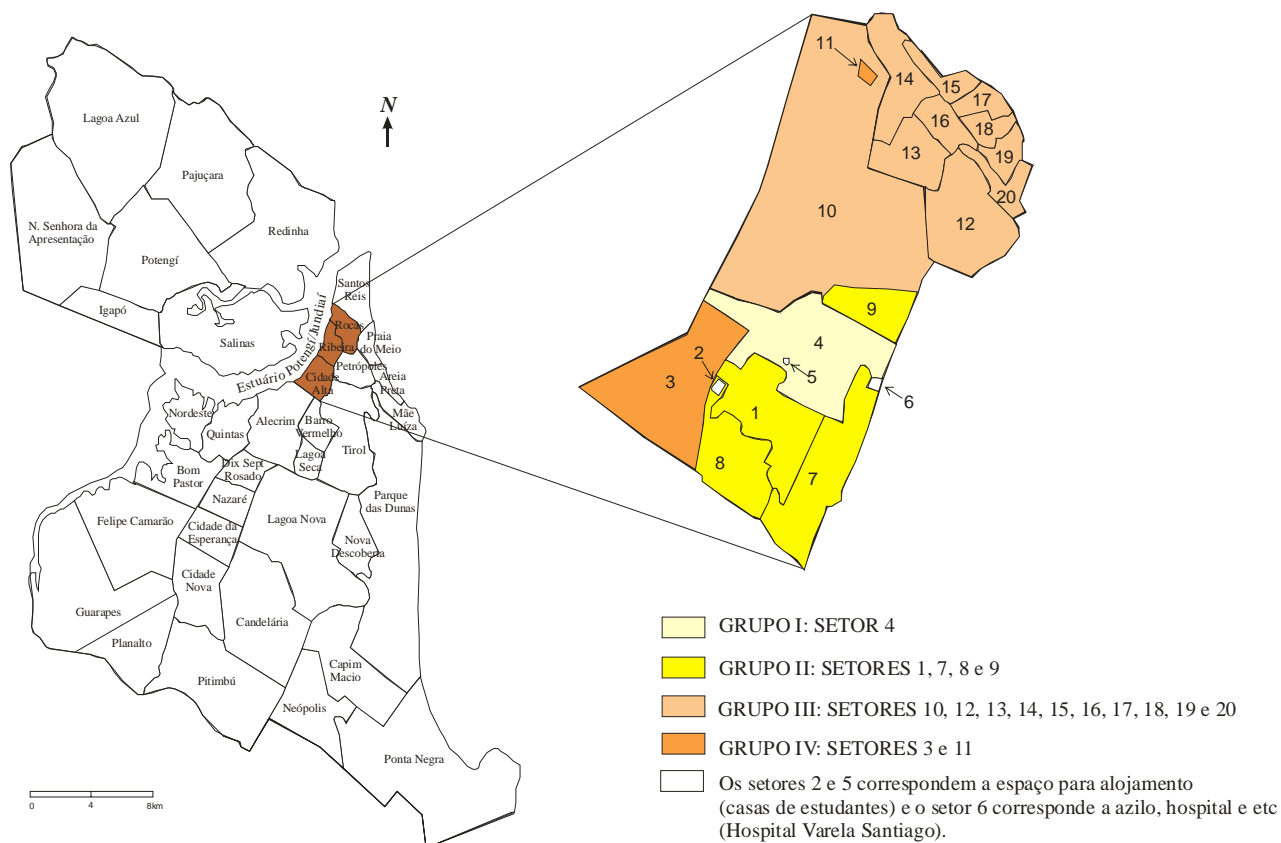 Lagoa Azul
Pajuçara
N. Senhora da
Apresentação
Redinha
Potengí
Igapó
Salinas
N
Santos
Reis
Rocas
Ribeira
Praia
do Meio
Petrópoles
Cidade
Alta
Areia
Preta
Mãe
Luíza
Estuário Potengí/Jundiaí
Nordeste
Quintas
Alecrim
Barro
Vermelho
Lagoa
Seca
Tirol
Bom
Pastor
Dix Sept
Rosado
Nazaré
Parque
das Dunas
Felipe Camarão
Cidade da
Esperança
Lagoa Nova
Nova
Descoberta
Cidade
Nova
Guarapes
Candelária
Planalto
Pitimbú
Capim
Macio
Neópolis
Ponta Negra
0 4 8km
11
14
15
17
16
18
13
19
20
10
12
9
4
2
5
3
6
1
8
7
GRUPO I: SETOR 4
GRUPO II: SETORES 1, 7, 8 e 9
GRUPO III: SETORES 10, 12, 13, 14, 15, 16, 17, 18, 19 e 20
GRUPO IV: SETORES 3 e 11
Os setores 2 e 5 correspondem a espaço para alojamento
(casas de estudantes) e o setor 6 corresponde a azilo, hospital e etc
(Hospital Varela Santiago).